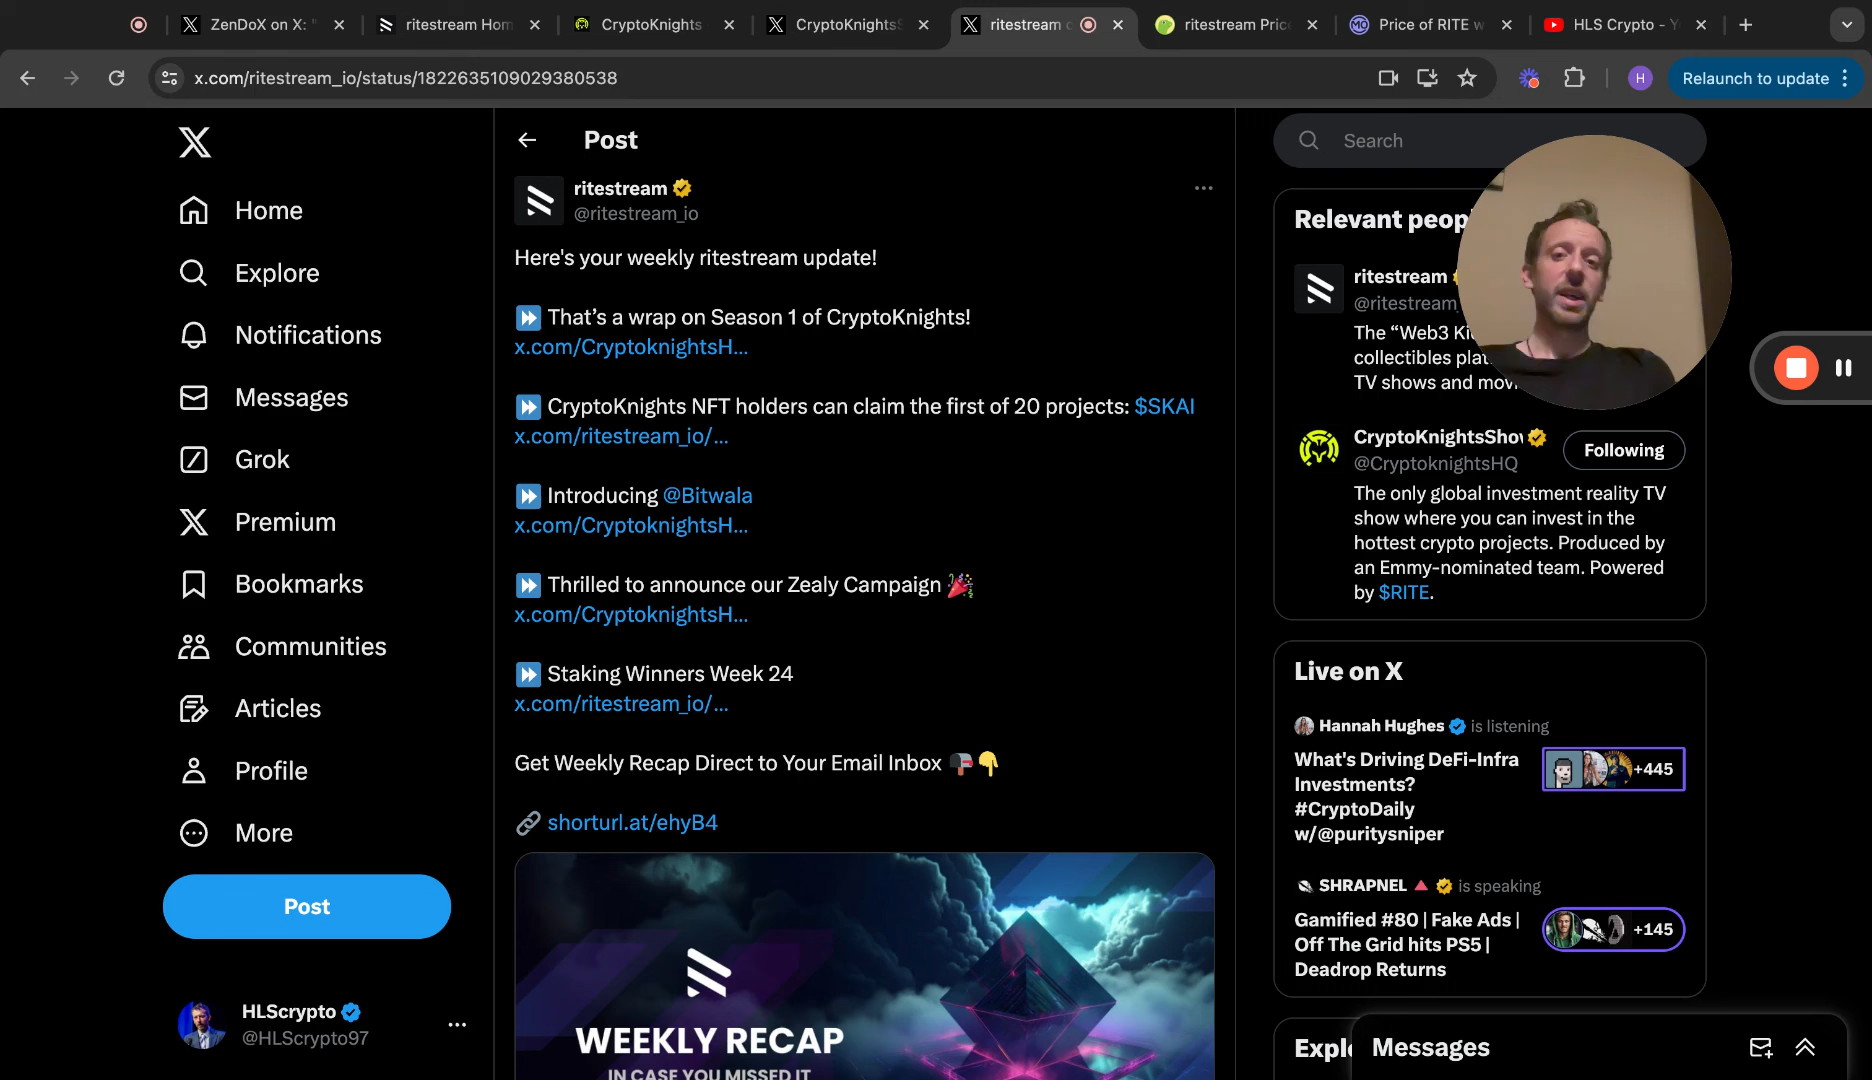 ZenDoX on X: "
ritestream Hom
CryptoKnights
CryptoKnightsS
ritestream o
ritestream Price
Price of RITE w
HLS Crypto - Y
x.com/ritestream_io/status/1822635109029380538
H
Relaunch to update
Home
Explore
Notifications
Messages
Grok
Premium
Bookmarks
Communities
Articles
Profile
More
Post
HLScrypto
@HLScrypto97
Post
ritestream
@ritestream_io
Here's your weekly ritestream update!
That's a wrap on Season 1 of CryptoKnights!
x.com/CryptoknightsH...
CryptoKnights NFT holders can claim the first of 20 projects: $SKAI
x.com/ritestream_io/...
Introducing @Bitwala
x.com/CryptoknightsH...
Thrilled to announce our Zealy Campaign 🎉
x.com/CryptoknightsH...
Staking Winners Week 24
x.com/ritestream_io/...
Get Weekly Recap Direct to Your Email Inbox 📪👇
🔗 shorturl.at/ehyB4
WEEKLY RECAP
IN CASE YOU MISSED IT
Search
Relevant peop
ritestream
@ritestream
The "Web3 Ki
collectibles plat
TV shows and mov
CryptoKnightsShow
@CryptoknightsHQ
Following
The only global investment reality TV
show where you can invest in the
hottest crypto projects. Produced by
an Emmy-nominated team. Powered
by $RITE.
Live on X
Hannah Hughes is listening
What's Driving DeFi-Infra
Investments?
#CryptoDaily
w/@puritysniper
+445
SHRAPNEL 🔺 is speaking
Gamified #80 | Fake Ads |
Off The Grid hits PS5 |
Deadrop Returns
+145
Explo
Messages